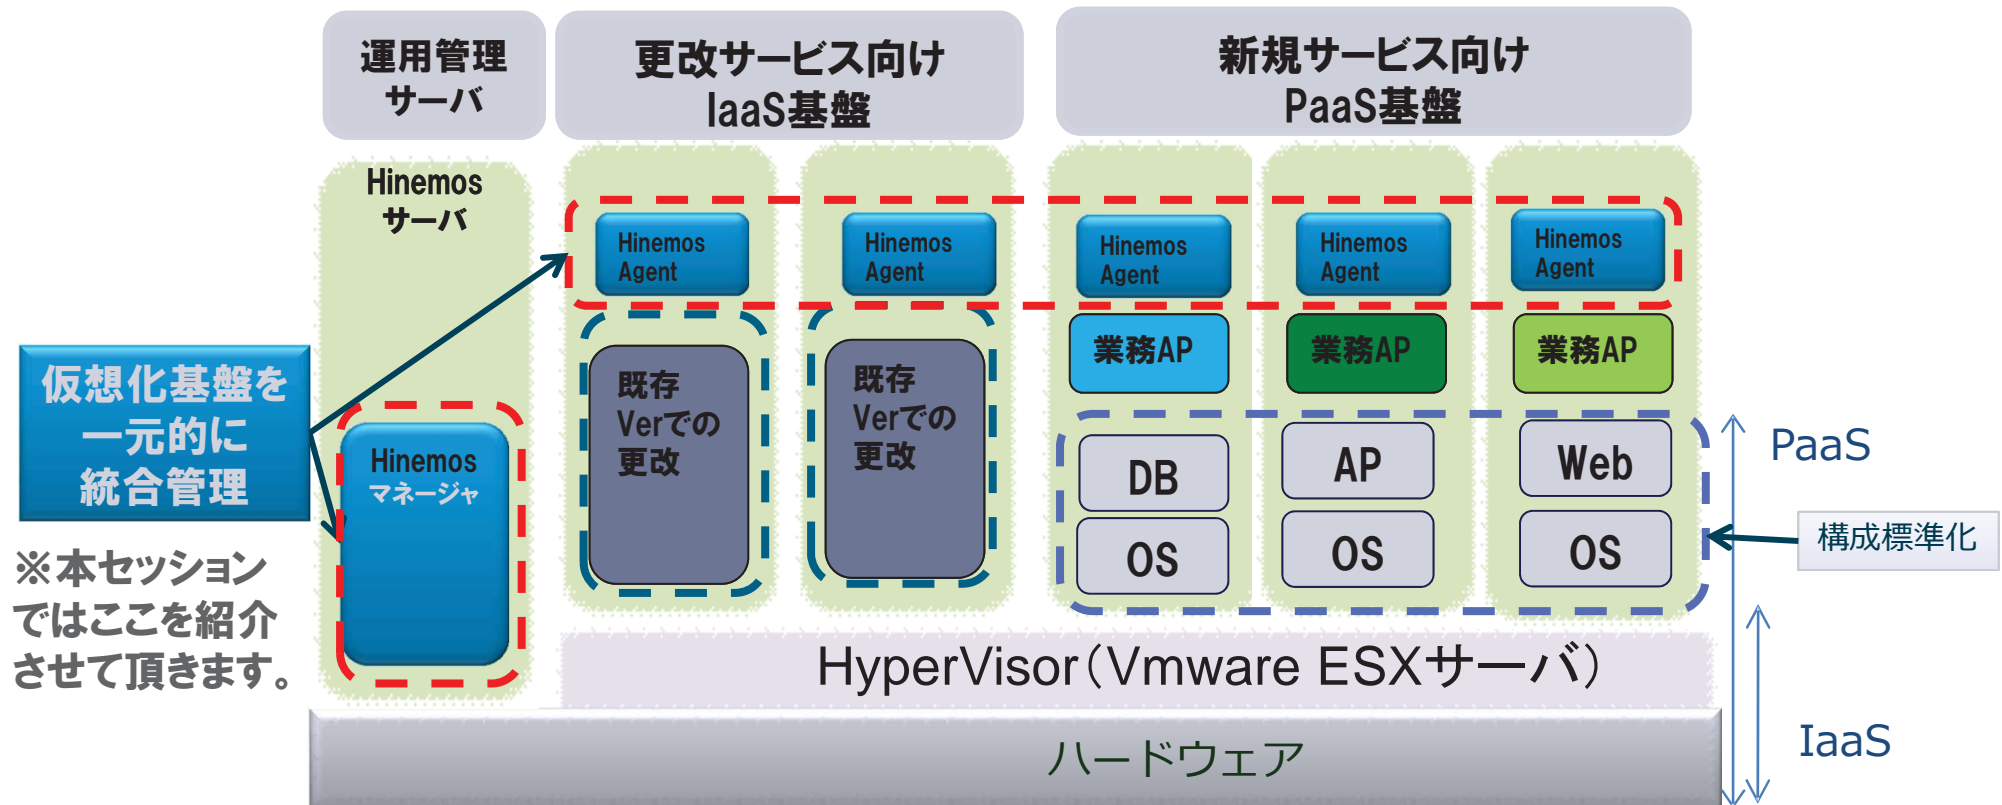 運用管理
サーバ
更改サービス向け
IaaS基盤
新規サービス向け
PaaS基盤
Hinemos
サーバ
Hinemos
Agent
Hinemos
Agent
Hinemos
Agent
Hinemos
Agent
Hinemos
Agent
業務AP
業務AP
業務AP
仮想化基盤を
一元的に
統合管理
※本セッション
ではここを紹介
させて頂きます。
Hinemos
マネージャ
既存
Verでの
更改
既存
Verでの
更改
DB
AP
Web
OS
OS
OS
PaaS
構成標準化
HyperVisor（Vmware ESXサーバ）
ハードウェア
IaaS